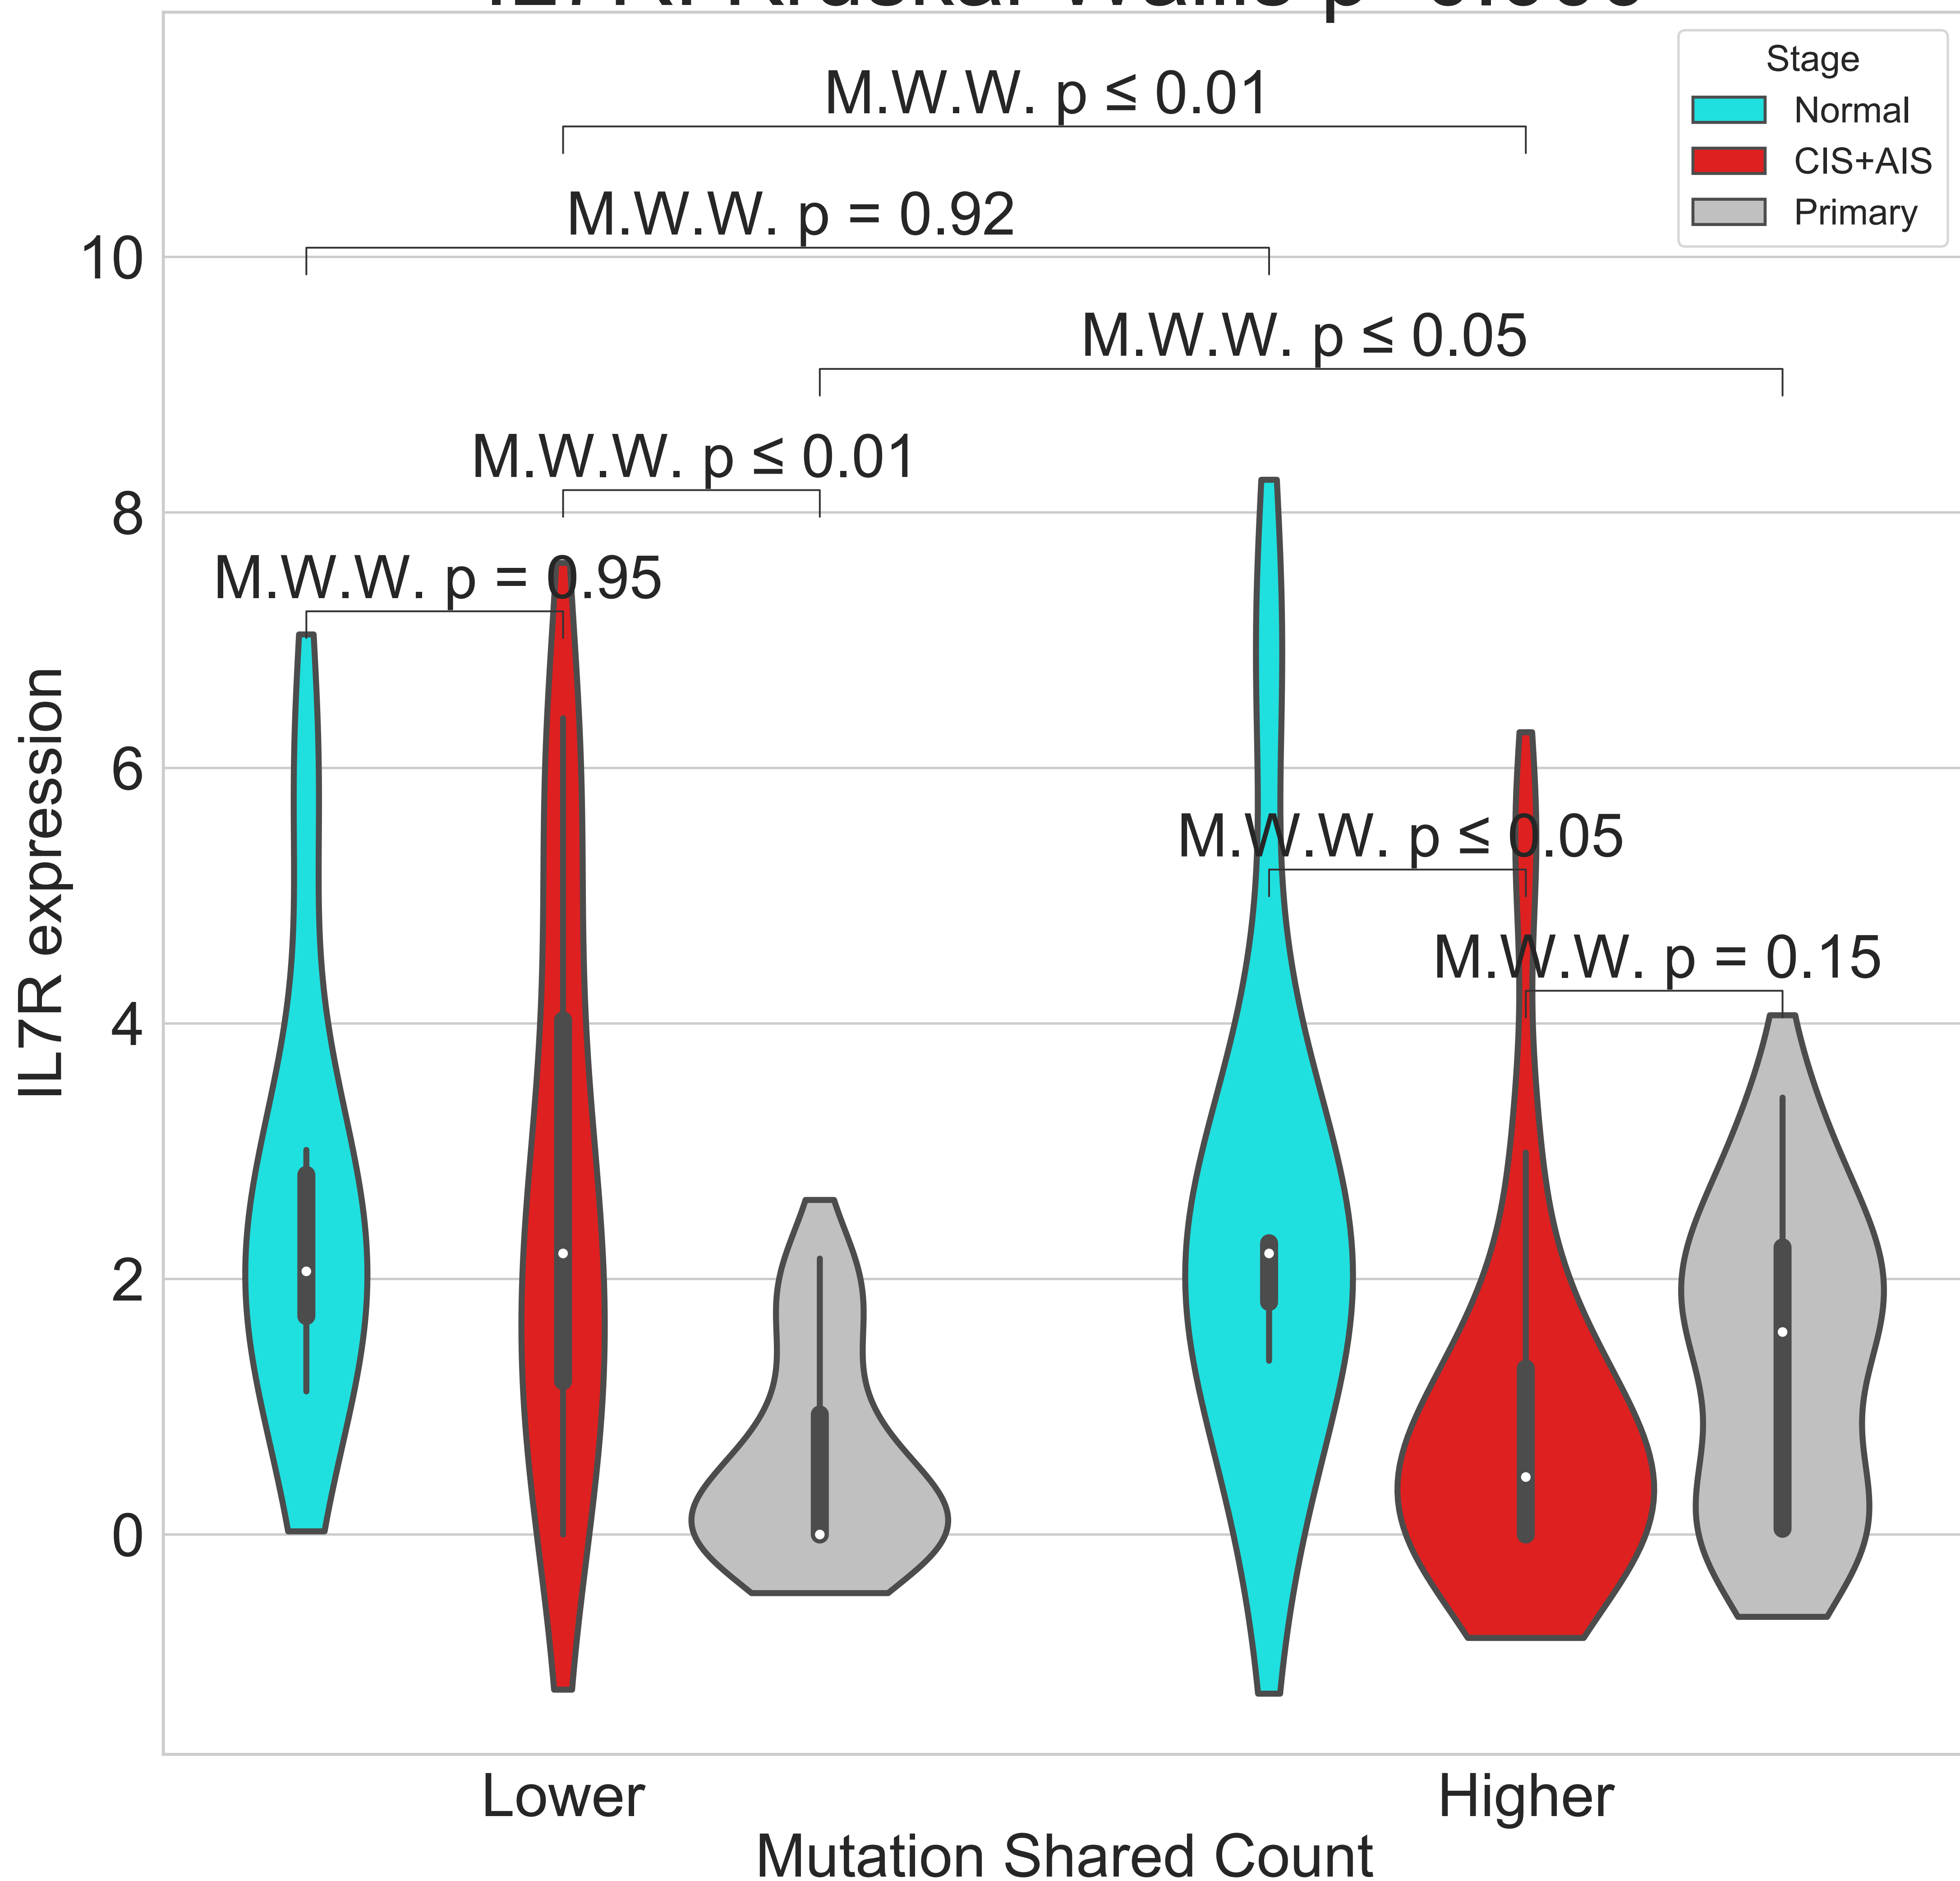 Stage
Normal
CIS+AIS
Primary
M.W.W. p ≤ 0.01
M.W.W. p = 0.92
M.W.W. p ≤ 0.05
M.W.W. p ≤ 0.01
M.W.W. p = 0.95
M.W.W. p ≤ 0.05
M.W.W. p = 0.15
10
8
6
4
2
0
IL7R expression
Lower
Higher
Mutation Shared Count